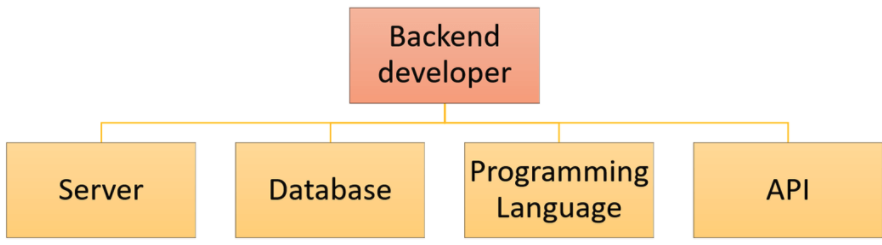 Backend
developer
Server
Database
Programming
Language
API